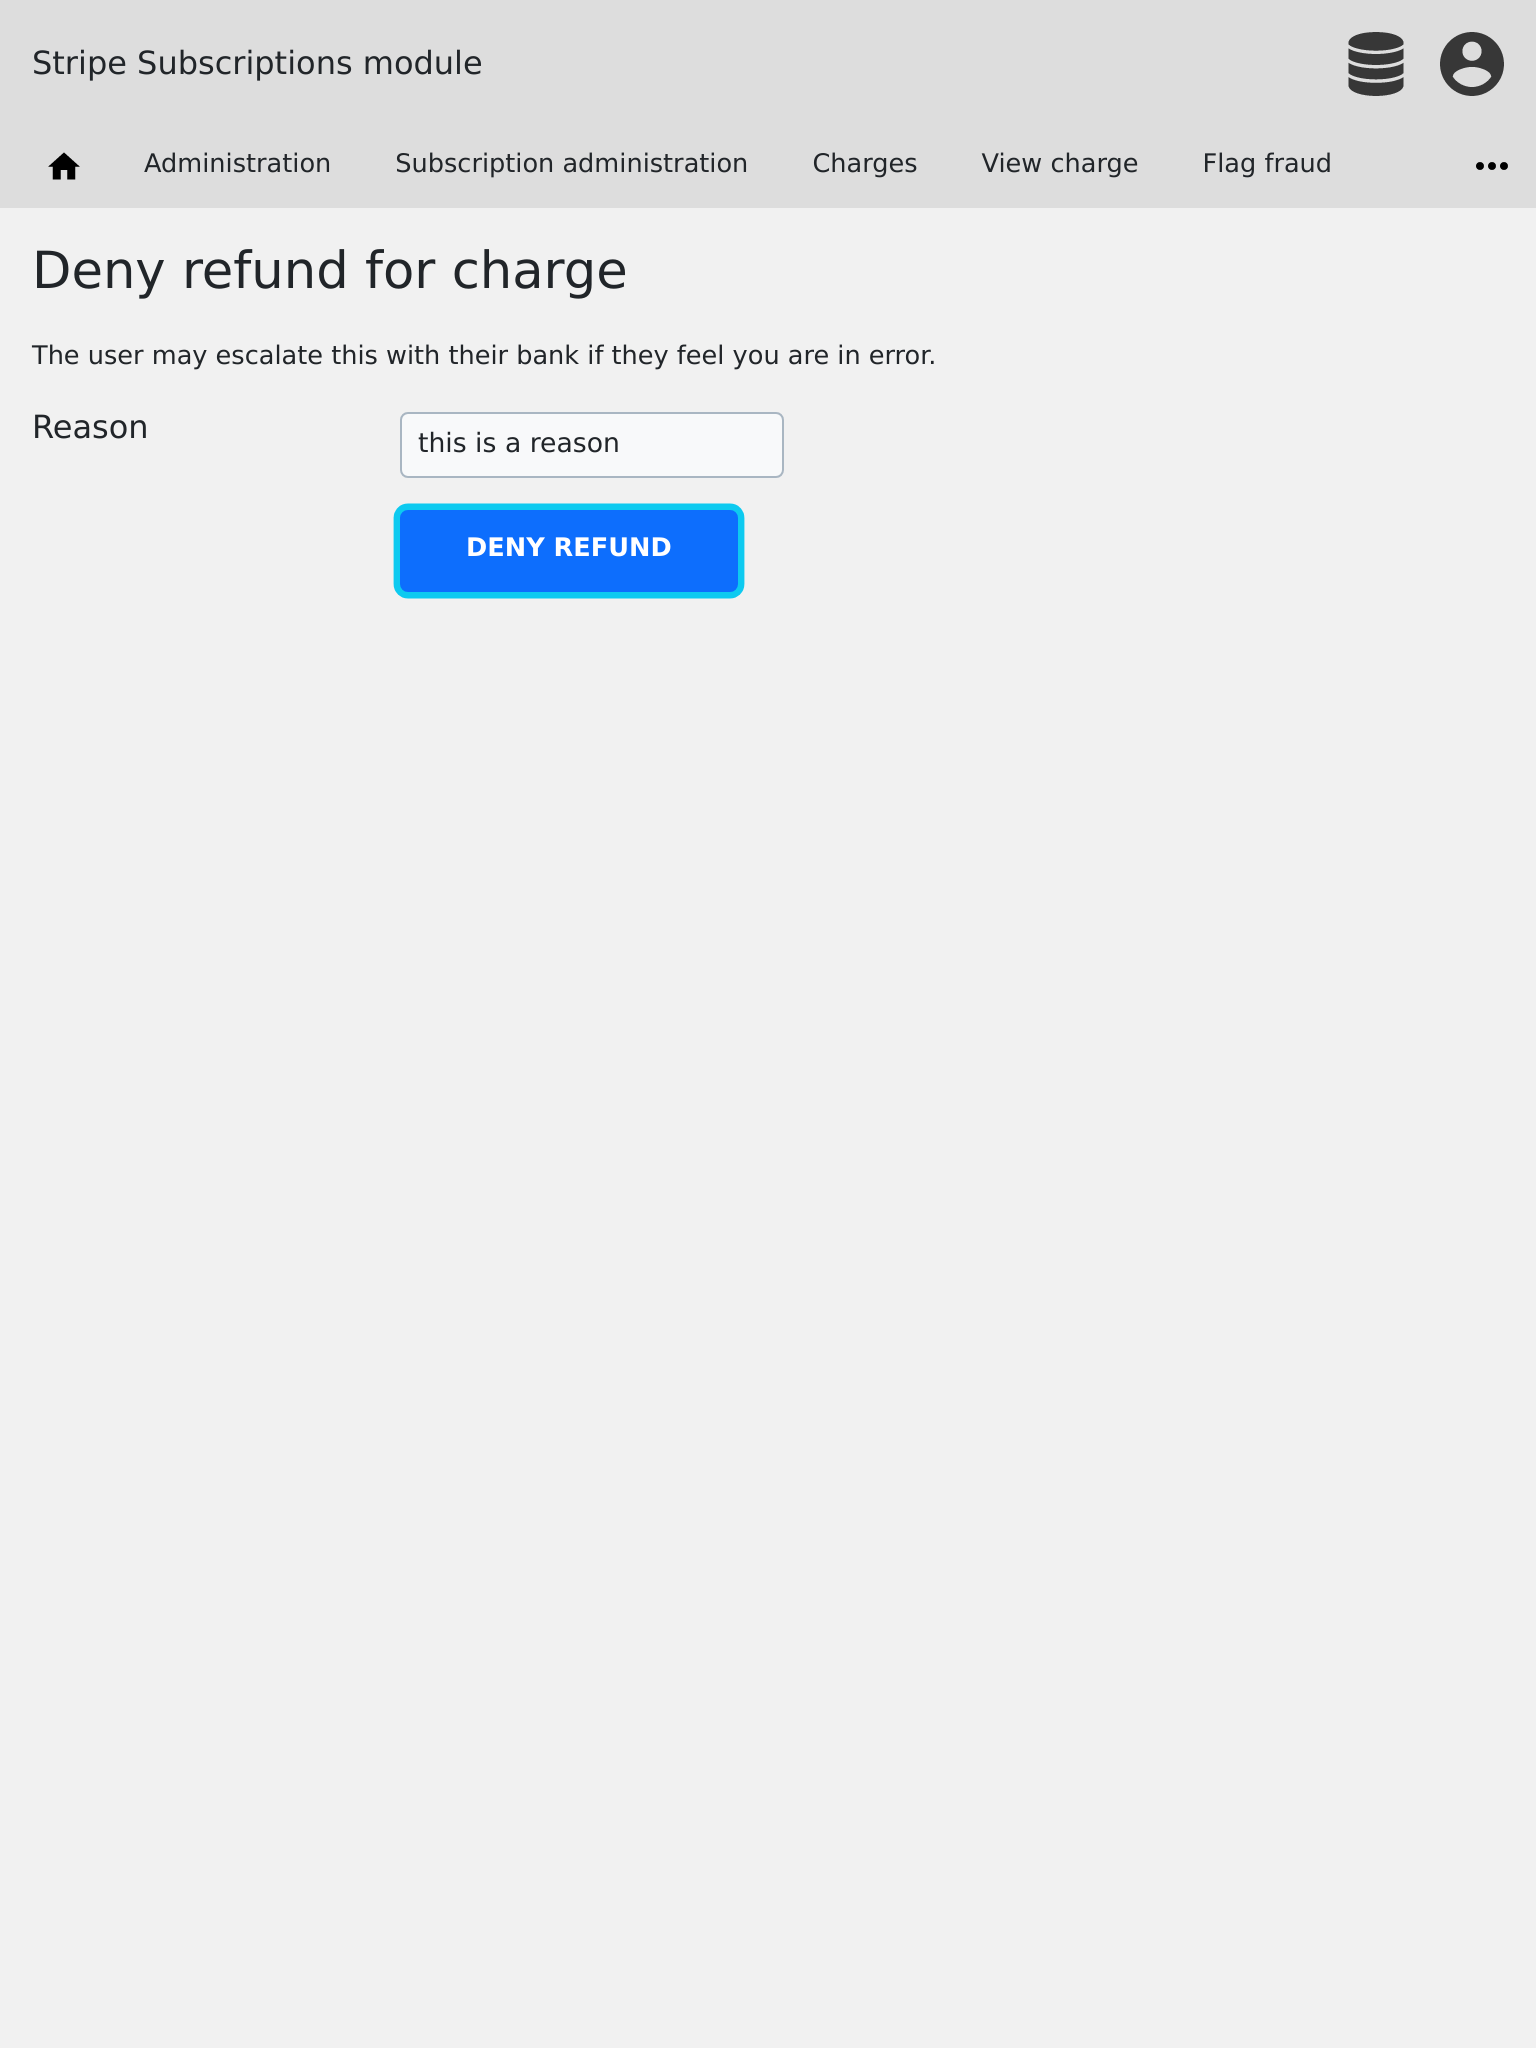 Stripe Subscriptions module
Administration Subscription administration Charges View charge Flag fraud
Deny refund for charge
The user may escalate this with their bank if they feel you are in error.
Reason
this is a reason
DENY REFUND